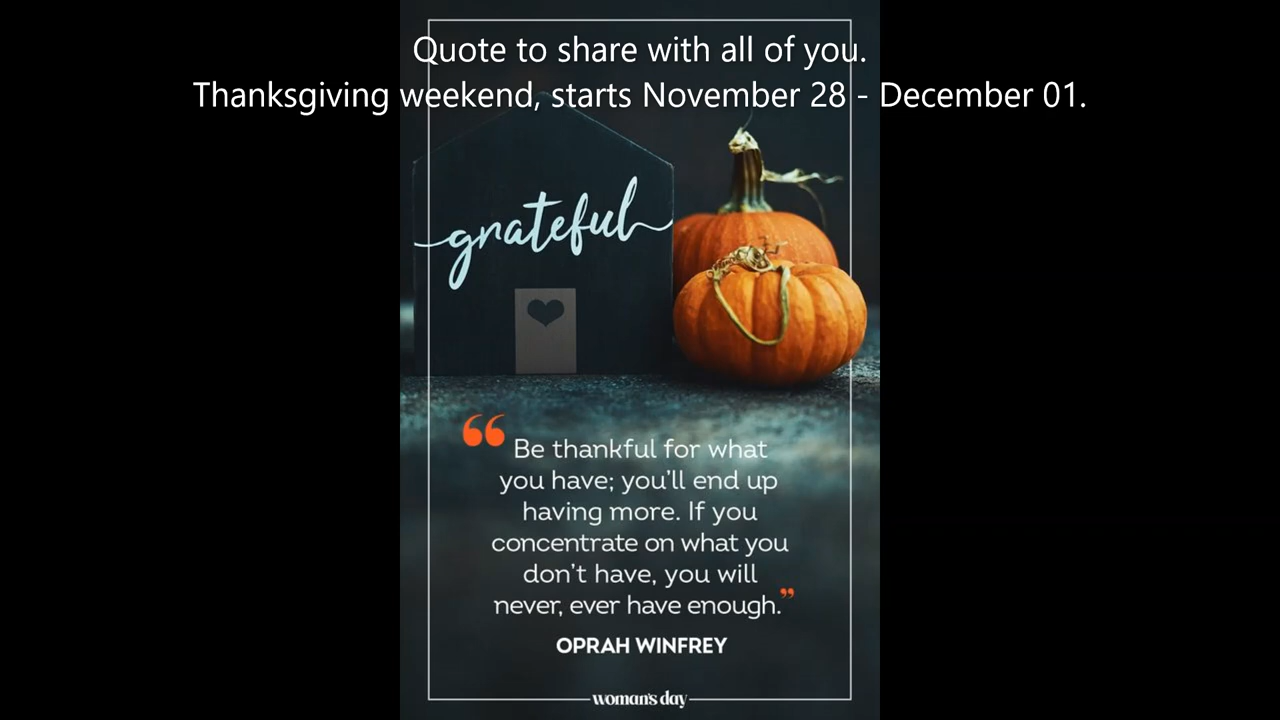 Quote to share with all of you.
Thanksgiving weekend, starts November 28 - December 01.
grateful
“Be thankful for what
you have; you’ll end up
having more. If you
concentrate on what you
don’t have, you will
never, ever have enough.”
OPRAH WINFREY
woman's day